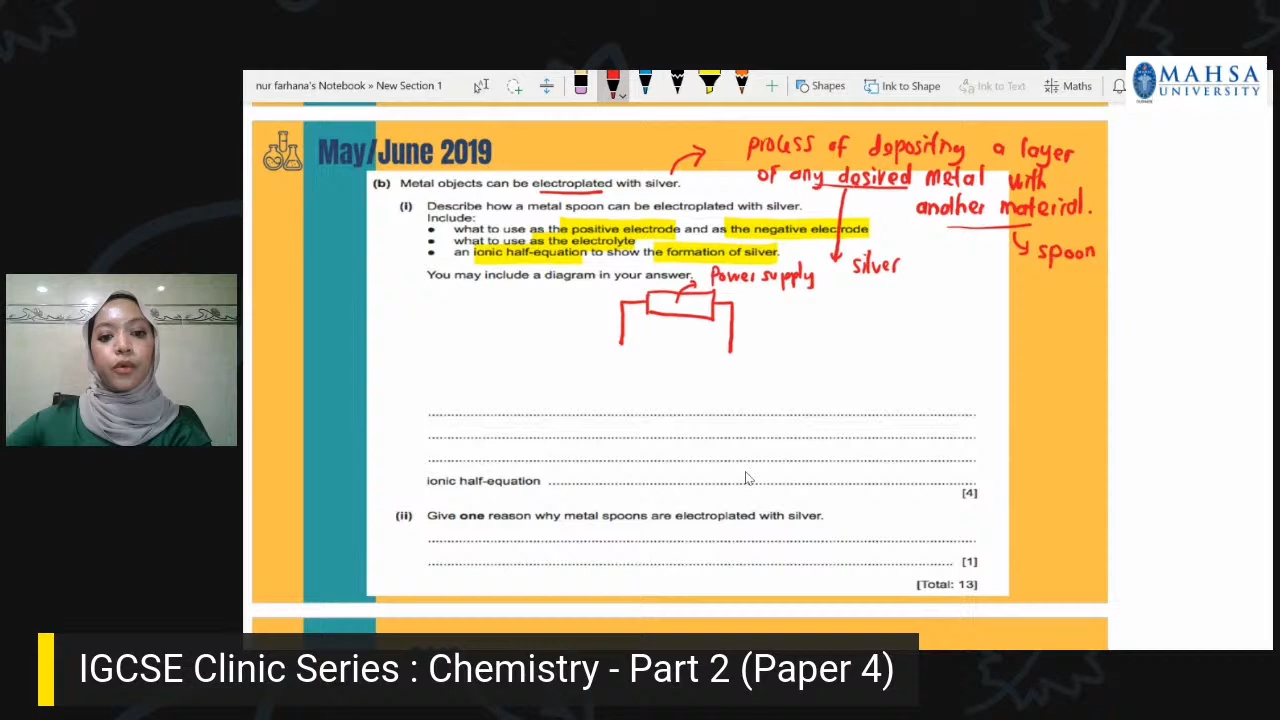 MAHSA
UNIVERSITY
nur farhana's Notebook » New Section 1
Shapes
Ink to Shape
Ink to Text
Maths
May/June 2019
process of depositing a layer
of any desired metal with
another material.
spoon
silver
(b) Metal objects can be electroplated with silver.
(i) Describe how a metal spoon can be electroplated with silver.
Include:
• what to use as the positive electrode and as the negative electrode
• what to use as the electrolyte
• an ionic half-equation to show the formation of silver.
You may include a diagram in your answer.
Power supply
ionic half-equation
[4]
(ii) Give one reason why metal spoons are electroplated with silver.
[1]
[Total: 13]
IGCSE Clinic Series : Chemistry - Part 2 (Paper 4)